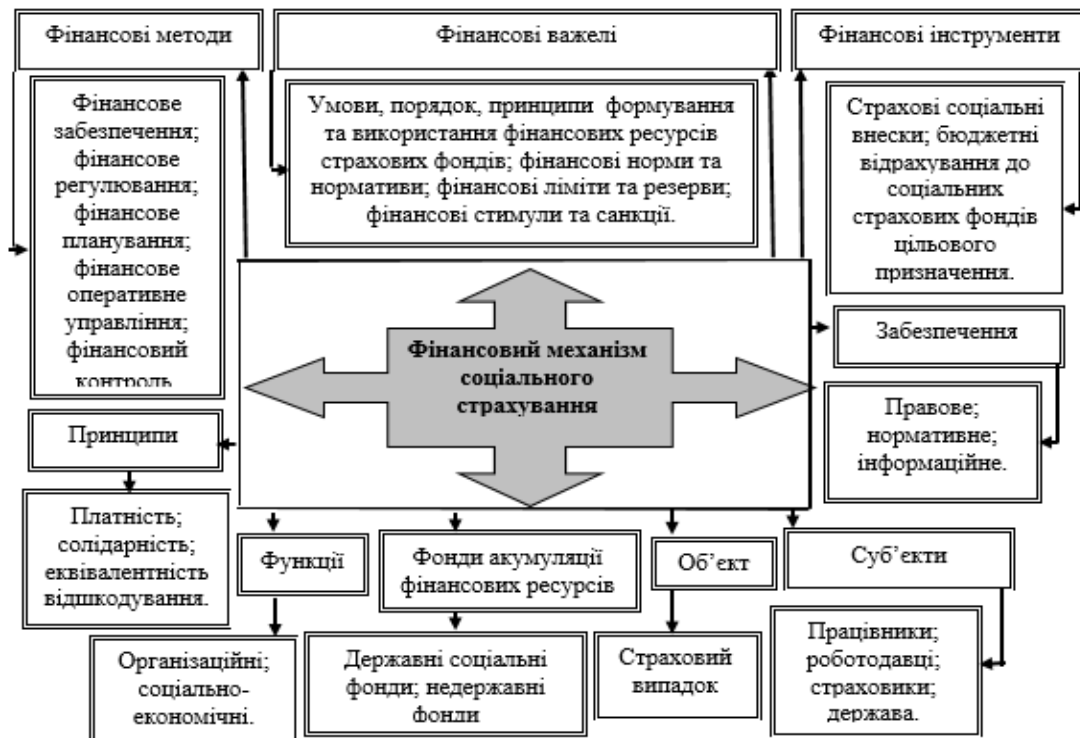 Фінансові методи
Фінансові важелі
Фінансові інструменти
Фінансове
забезпечення;
фінансове
регулювання;
фінансове
планування;
фінансове
оперативне
управління;
фінансовий
контроль
Умови, порядок, принципи формування
та використання фінансових ресурсів
страхових фондів; фінансові норми та
нормативи; фінансові ліміти та резерви;
фінансові стимули та санкції.
Страхові соціальні
внески; бюджетні
відрахування до
соціальних
страхових фондів
цільового
призначення.
Фінансовий механізм
соціального
страхування
Забезпечення
Правове;
нормативне;
інформаційне.
Принципи
Платність;
солідарність;
еквівалентність
відшкодування.
Функції
Фонди акумуляції
фінансових ресурсів
Об’єкт
Суб’єкти
Організаційні;
соціально-
економічні.
Державні соціальні
фонди; недержавні
фонди
Страховий
випадок
Працівники;
роботодавці;
страховики;
держава.